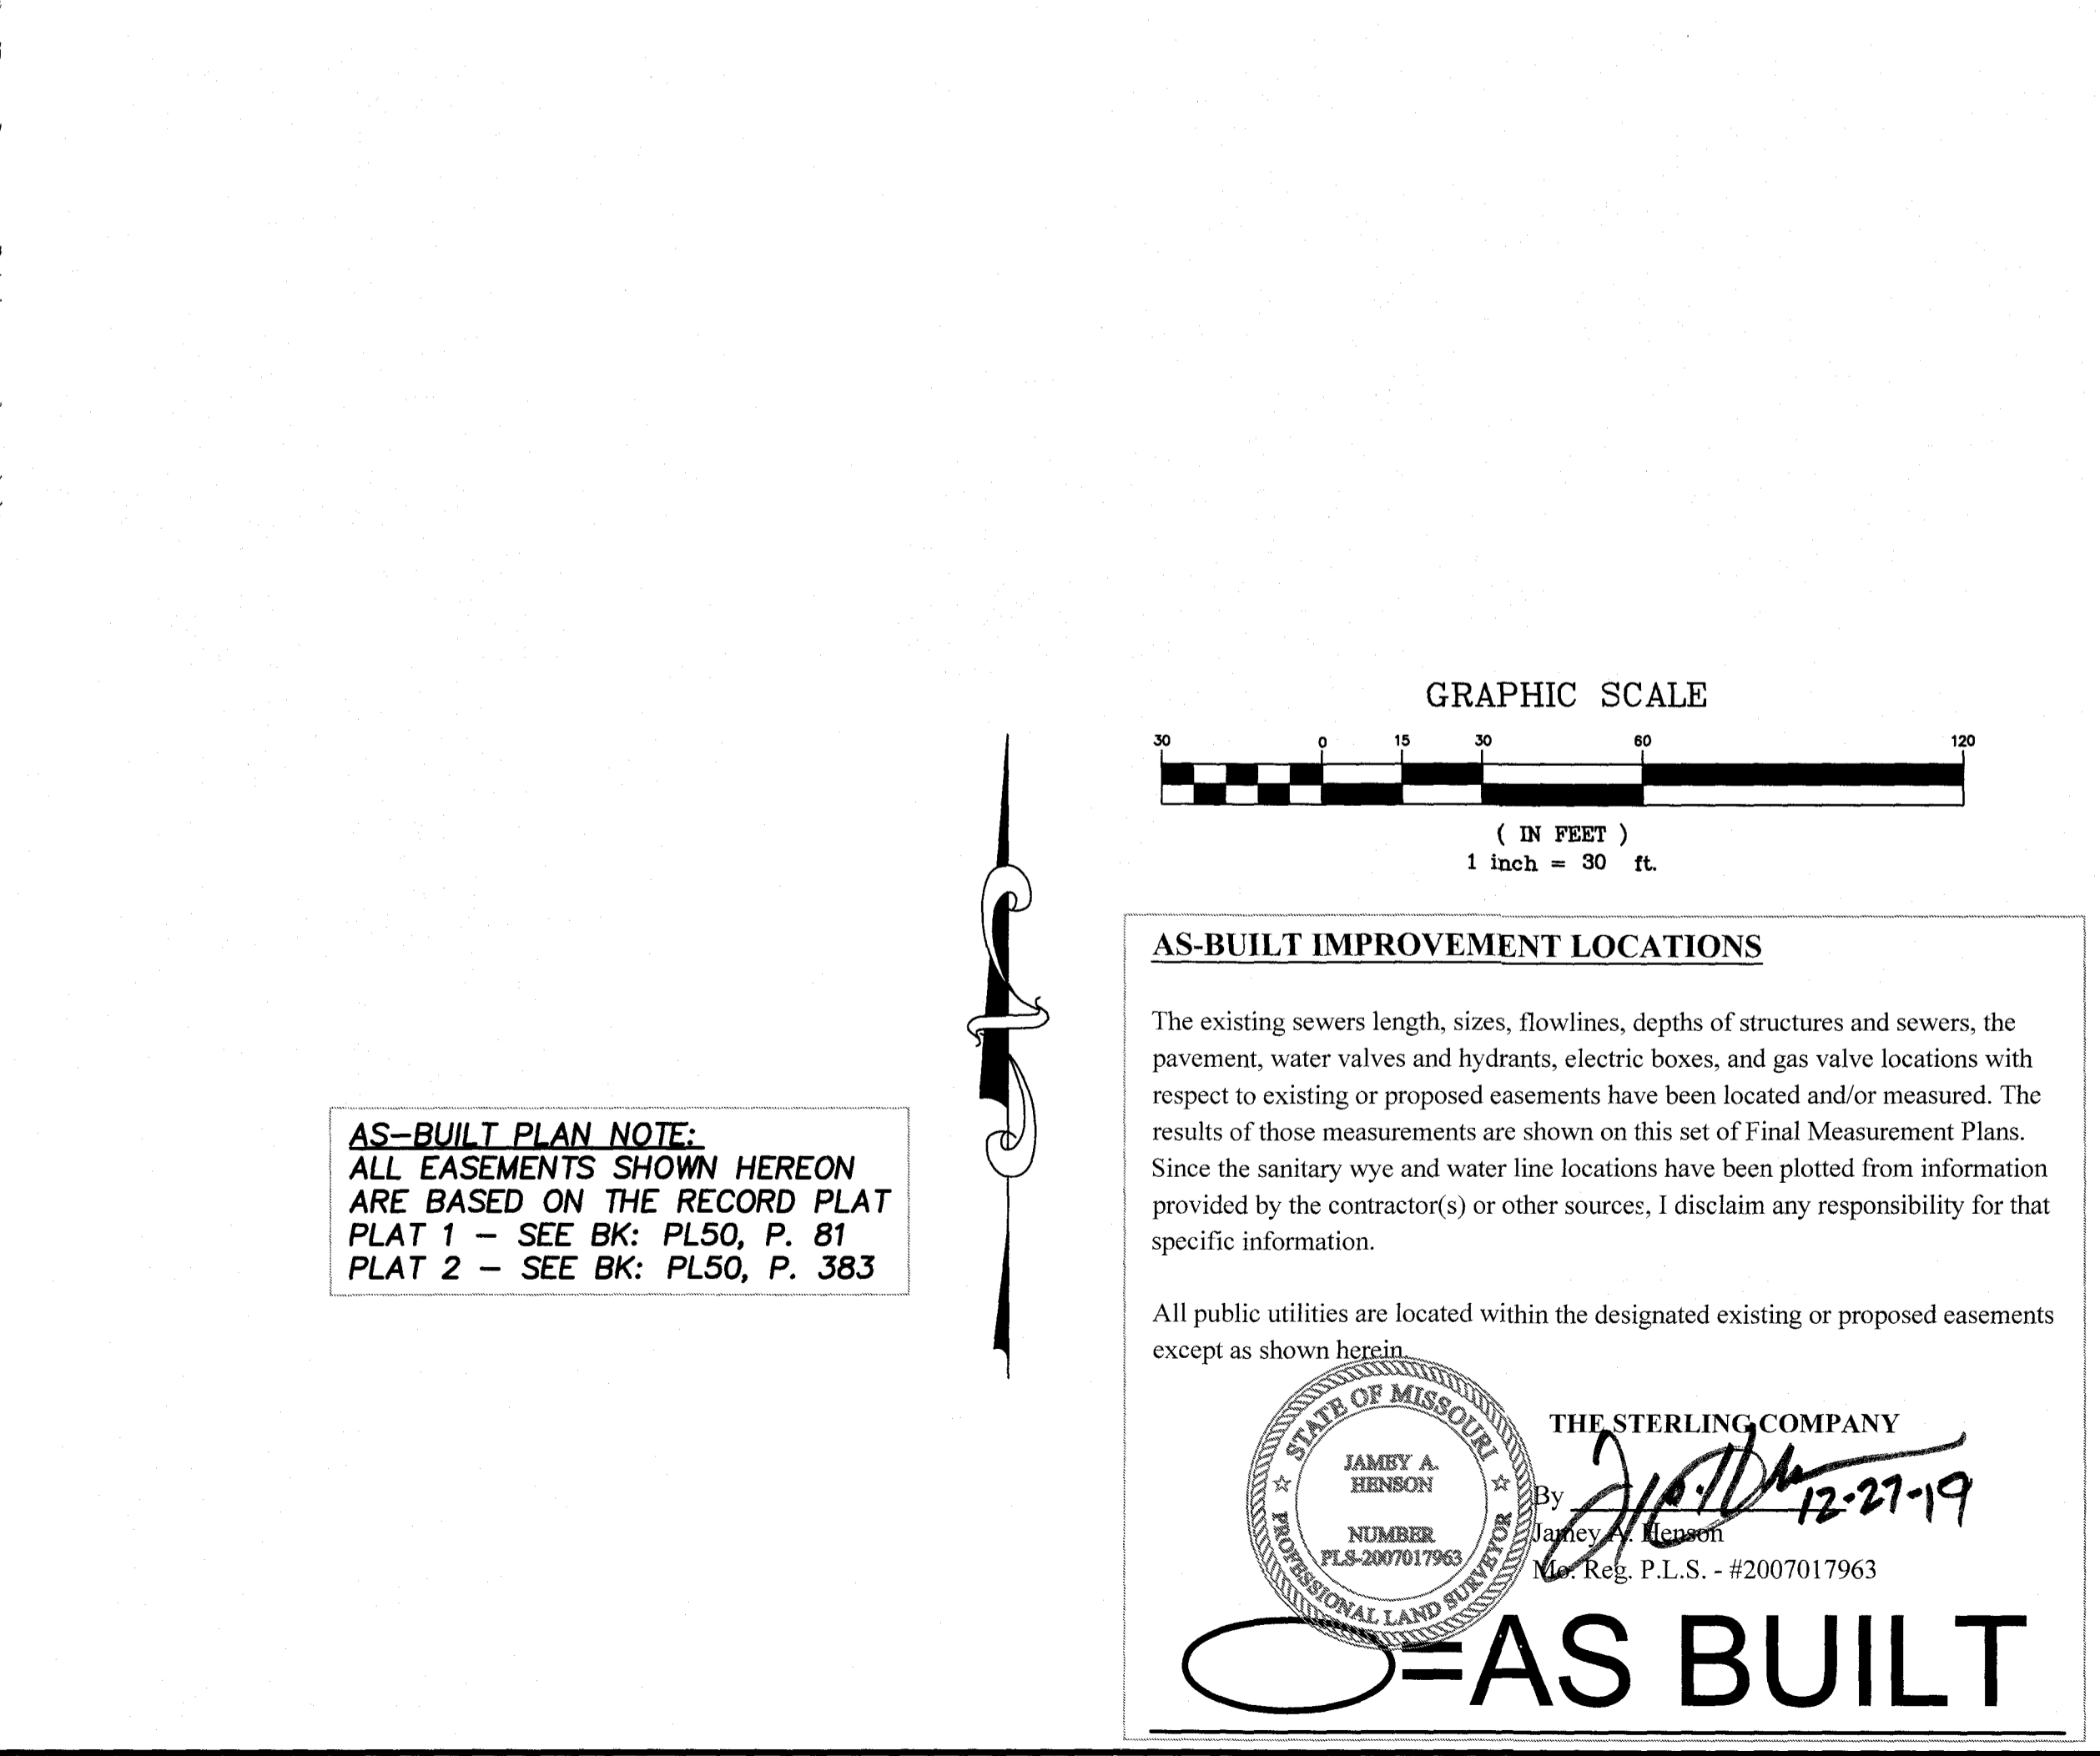 GRAPHIC SCALE
30 0 15 30 60 120
( IN FEET )
1 inch = 30 ft.
AS-BUILT PLAN NOTE:
ALL EASEMENTS SHOWN HEREON
ARE BASED ON THE RECORD PLAT
PLAT 1 - SEE BK: PL50, P. 81
PLAT 2 - SEE BK: PL50, P. 383
AS-BUILT IMPROVEMENT LOCATIONS
The existing sewers length, sizes, flowlines, depths of structures and sewers, the
pavement, water valves and hydrants, electric boxes, and gas valve locations with
respect to existing or proposed easements have been located and/or measured. The
results of those measurements are shown on this set of Final Measurement Plans.
Since the sanitary wye and water line locations have been plotted from information
provided by the contractor(s) or other sources, I disclaim any responsibility for that
specific information.
All public utilities are located within the designated existing or proposed easements
except as shown herein.
STATE OF MISSOURI
JAMEY A.
HENSON
NUMBER
PLS-2007017963
PROFESSIONAL LAND SURVEYOR
THE STERLING COMPANY
By
12-27-19
Jamey A. Henson
Mo. Reg. P.L.S. - #2007017963
=AS BUILT